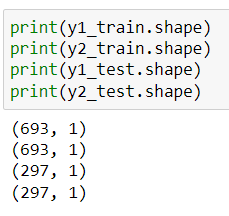 print(y1_train.shape)
print(y2_train.shape)
print(y1_test.shape)
print(y2_test.shape)
(693, 1)
(693, 1)
(297, 1)
(297, 1)